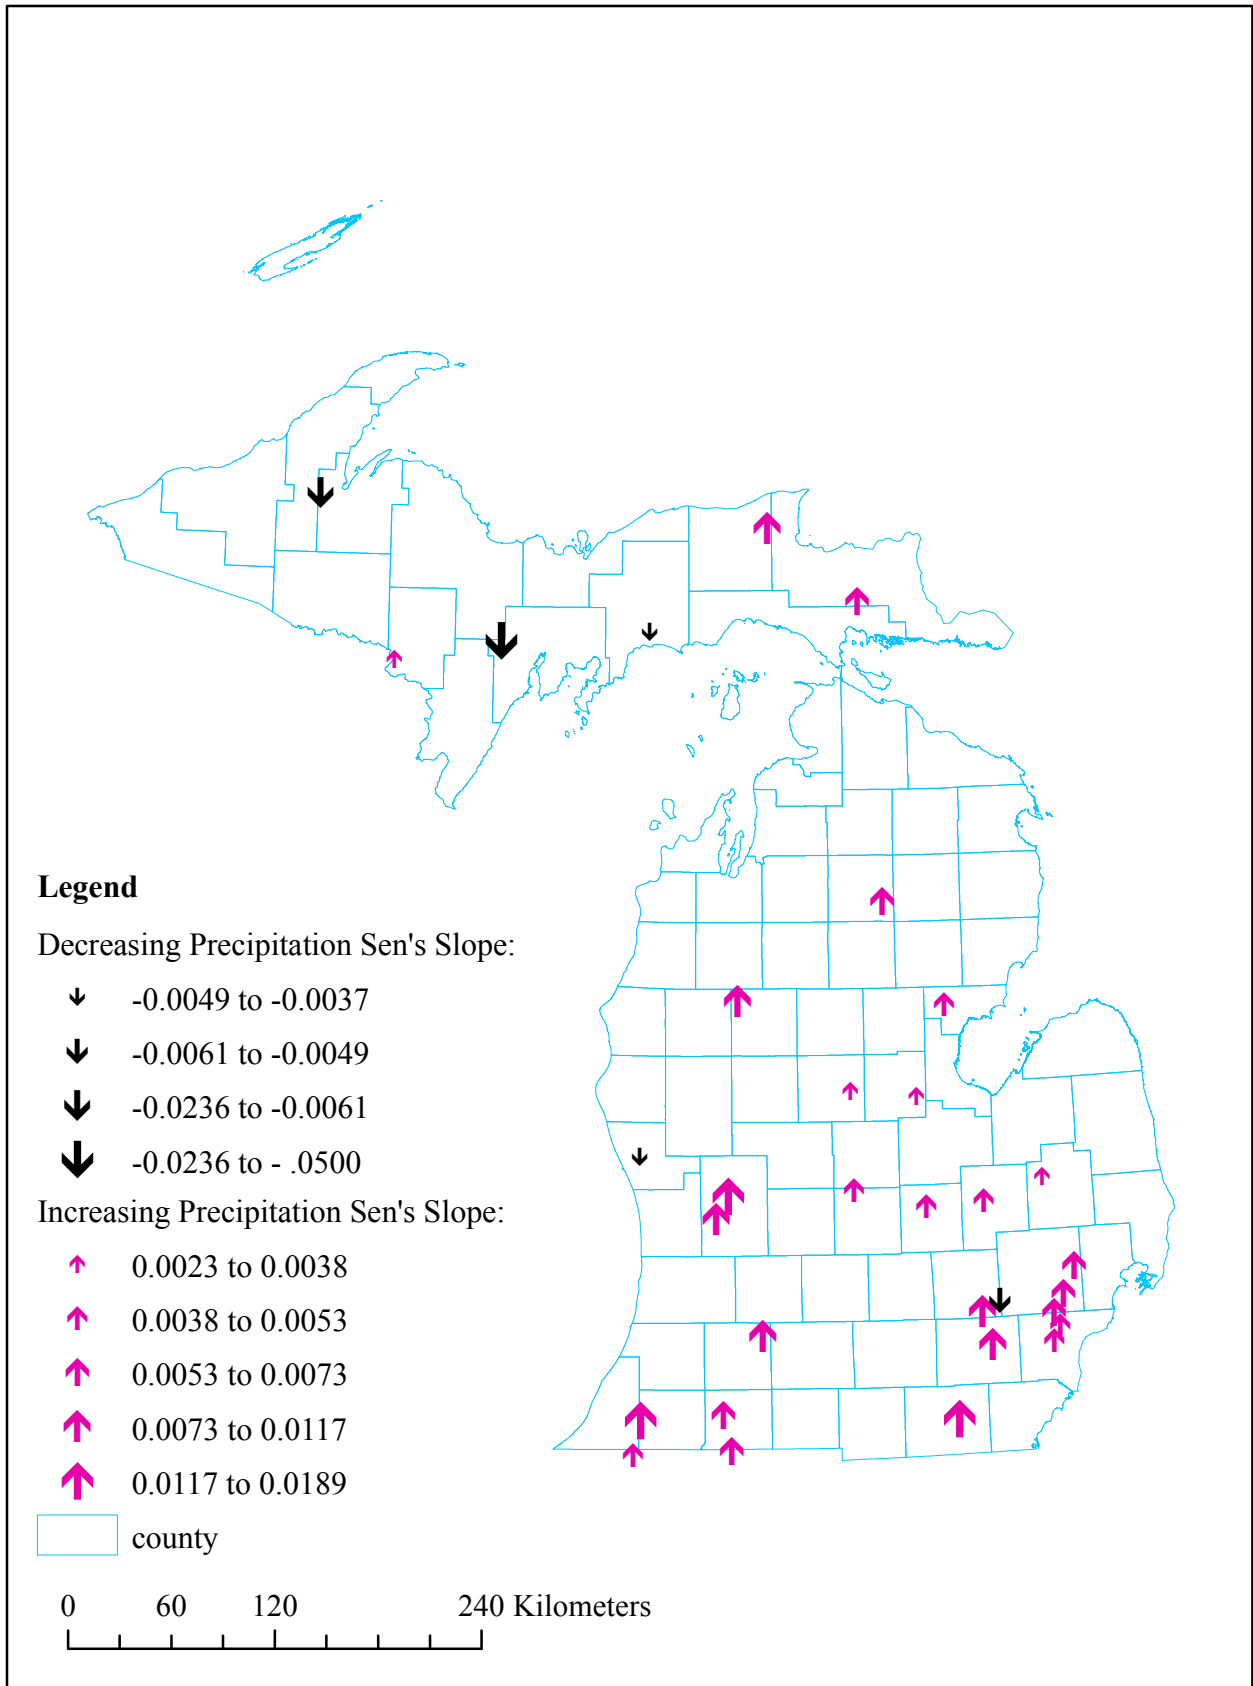 Legend
Decreasing Precipitation Sen's Slope:
-0.0049 to -0.0037
-0.0061 to -0.0049
-0.0236 to -0.0061
-0.0236 to - .0500
Increasing Precipitation Sen's Slope:
0.0023 to 0.0038
0.0038 to 0.0053
0.0053 to 0.0073
0.0073 to 0.0117
0.0117 to 0.0189
county
0 60 120 240 Kilometers